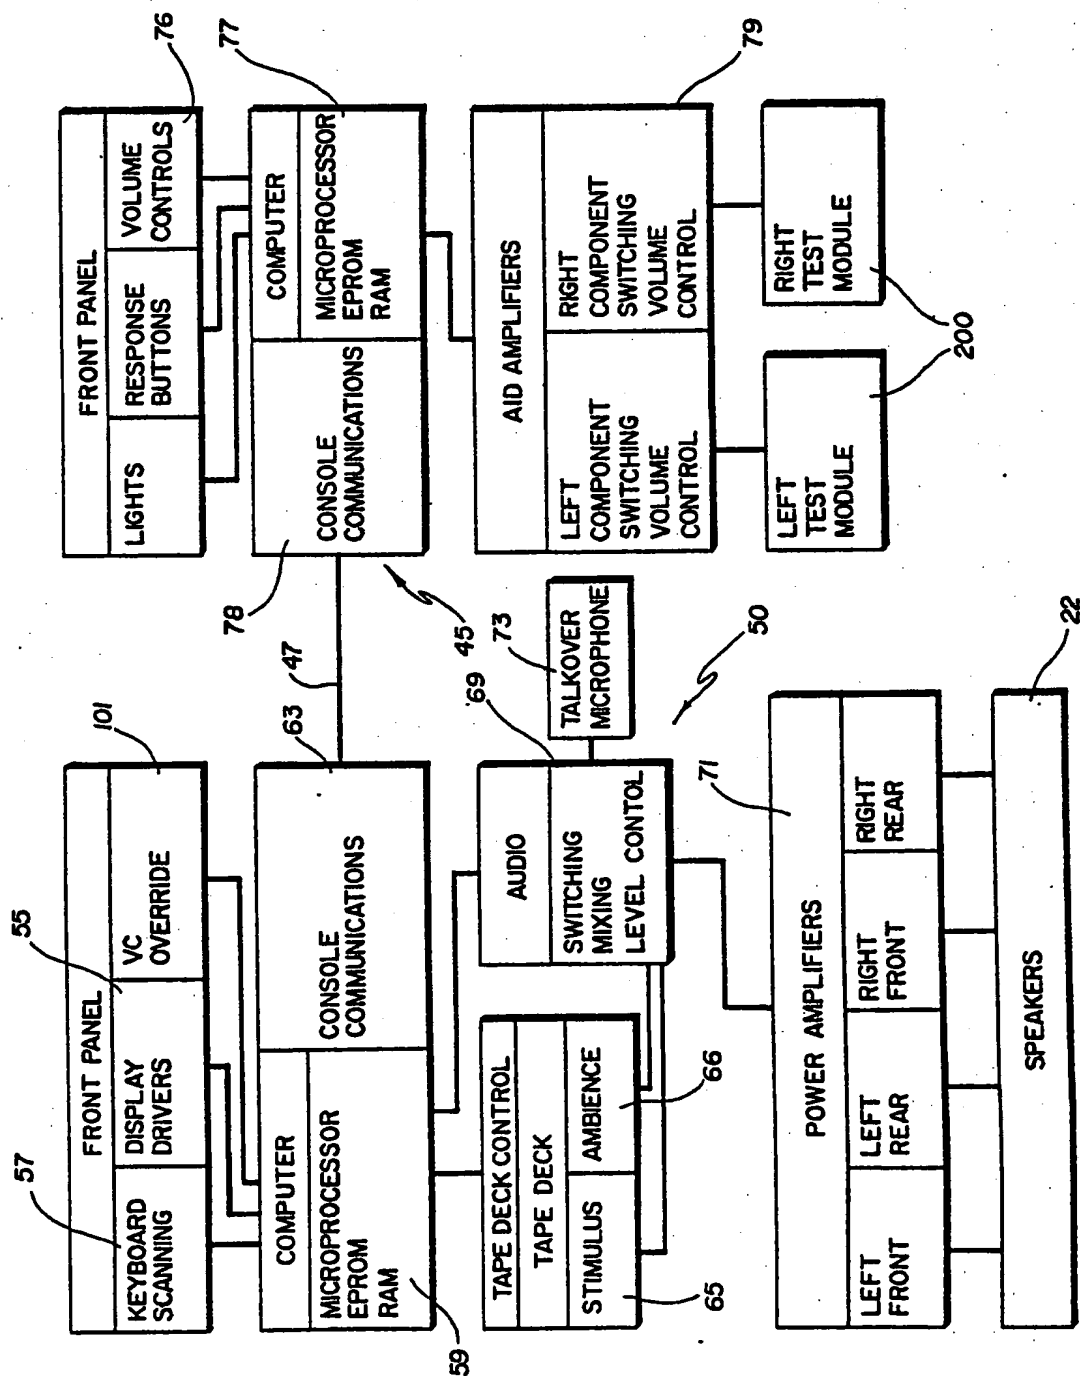 FRONT PANEL
KEYBOARD
SCANNING
DISPLAY
DRIVERS
VC
OVERRIDE
57
55
101
COMPUTER
MICROPROCESSOR
EPROM
RAM
CONSOLE
COMMUNICATIONS
59
63
47
TAPE DECK CONTROL
TAPE DECK
STIMULUS
AMBIENCE
65
66
AUDIO
SWITCHING
MIXING
LEVEL CONTOL
69
TALKOVER
MICROPHONE
73
50
POWER AMPLIFIERS
LEFT
FRONT
LEFT
REAR
RIGHT
FRONT
RIGHT
REAR
71
SPEAKERS
22
FRONT PANEL
LIGHTS
RESPONSE
BUTTONS
VOLUME
CONTROLS
76
CONSOLE
COMMUNICATIONS
COMPUTER
MICROPROCESSOR
EPROM
RAM
78
77
45
AID AMPLIFIERS
LEFT
COMPONENT
SWITCHING
VOLUME
CONTROL
RIGHT
COMPONENT
SWITCHING
VOLUME
CONTROL
79
LEFT
TEST
MODULE
RIGHT
TEST
MODULE
200